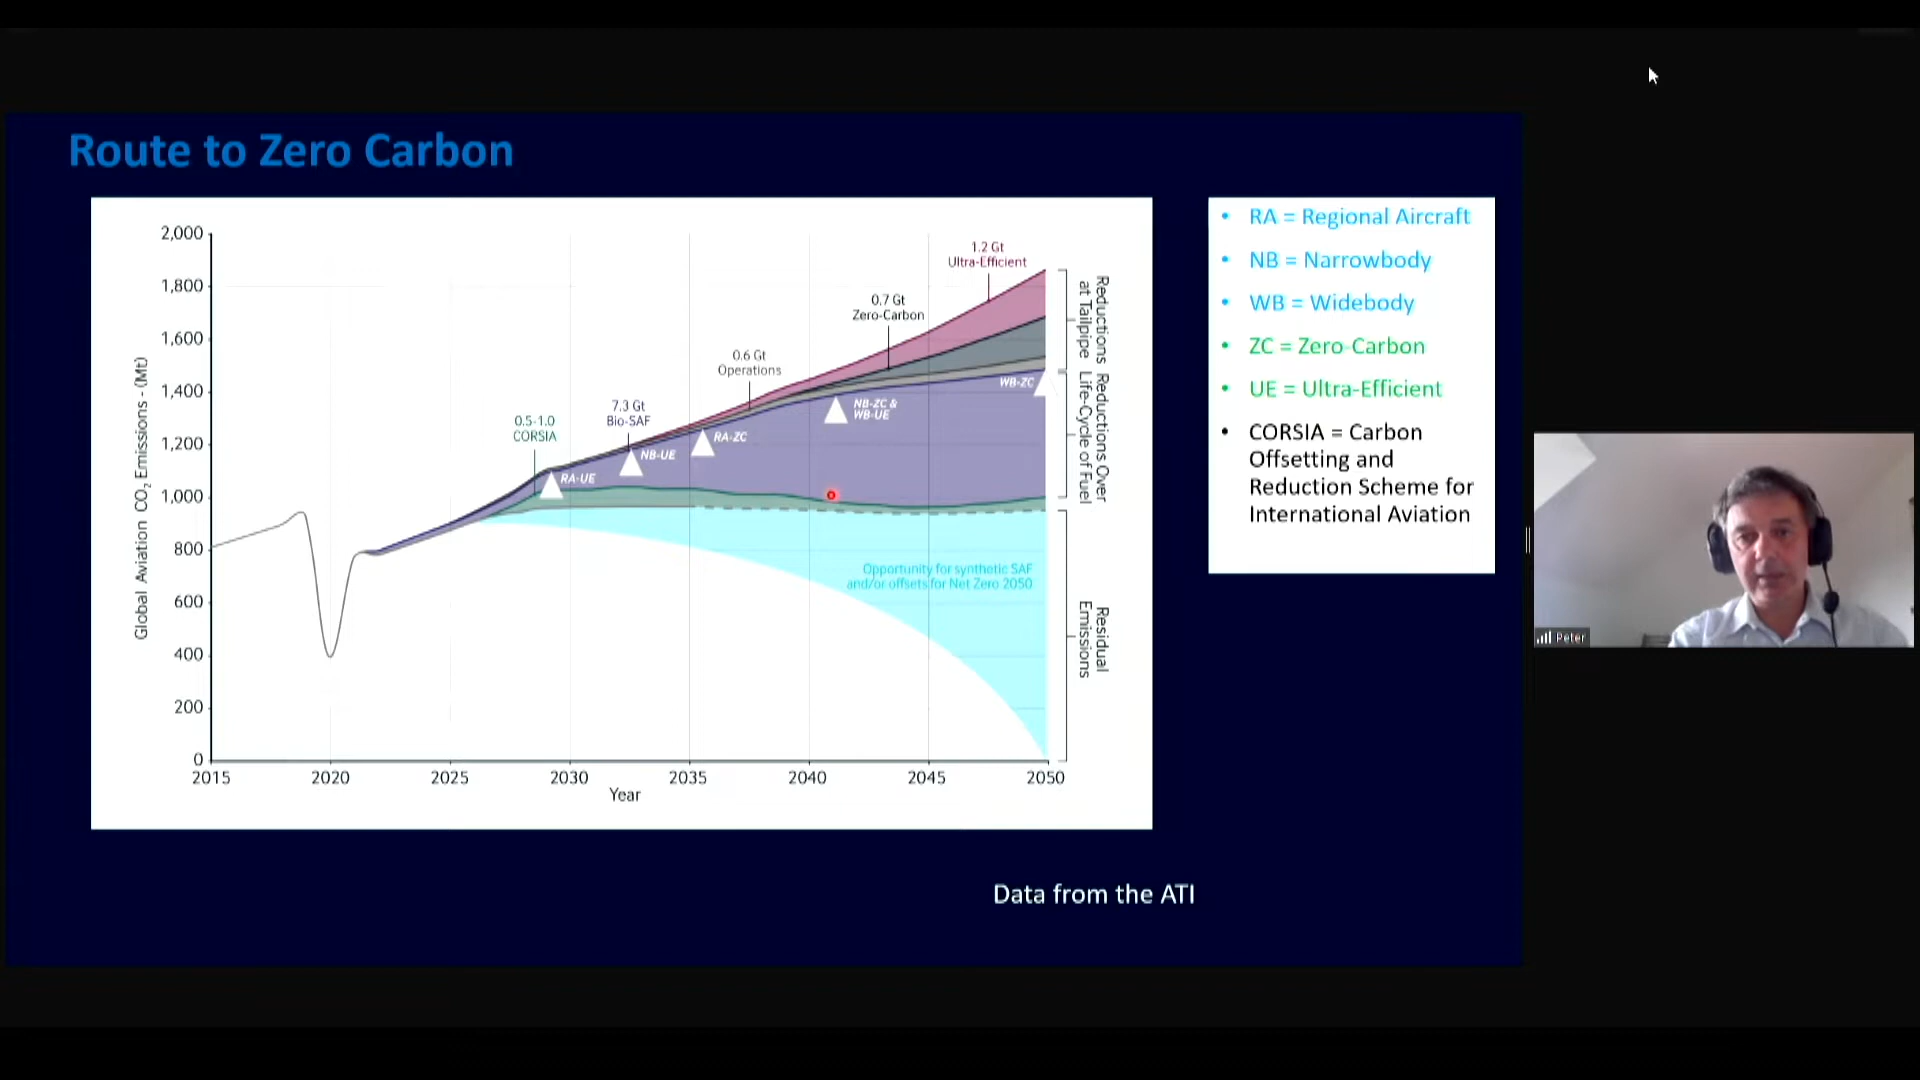 Route to Zero Carbon
2,000
1,800
1,600
1,400
1,200
1,000
800
600
400
200
0
Global Aviation CO2 Emissions - (Mt)
2015
2020
2025
2030
2035
2040
2045
2050
Year
0.5-1.0
CORSIA
7.3 Gt
Bio-SAF
0.6 Gt
Operations
0.7 Gt
Zero-Carbon
1.2 Gt
Ultra-Efficient
RA-UE
NB-UE
RA-ZC
NB-ZC &
WB-UE
WB-ZC
Opportunity for synthetic SAF
and/or offsets for Net Zero 2050
Reductions
at Tailpipe
Reductions Over
Life-Cycle of Fuel
Residual
Emissions
• RA = Regional Aircraft
• NB = Narrowbody
• WB = Widebody
• ZC = Zero-Carbon
• UE = Ultra-Efficient
• CORSIA = Carbon
Offsetting and
Reduction Scheme for
International Aviation
Data from the ATI
Peter